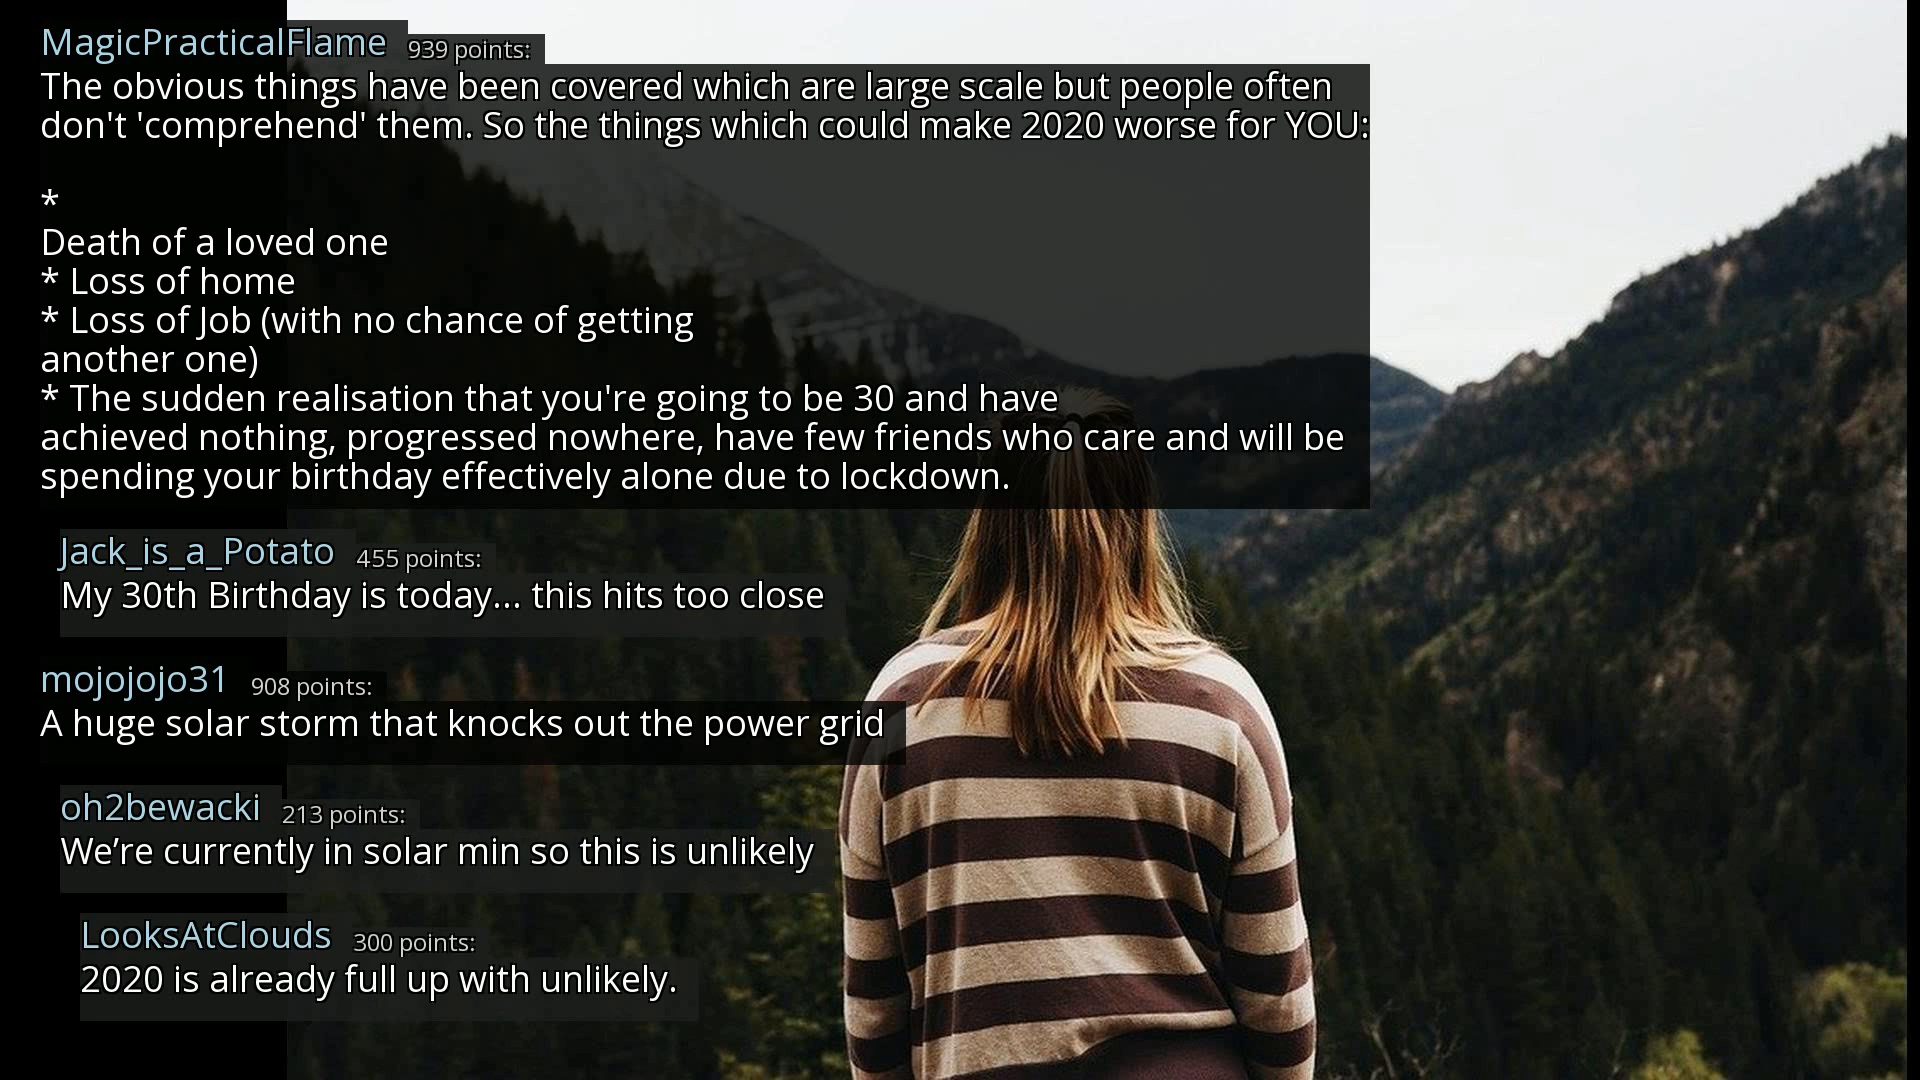 MagicPracticalFlame 939 points:
The obvious things have been covered which are large scale but people often
don't 'comprehend' them. So the things which could make 2020 worse for YOU:
*
Death of a loved one
* Loss of home
* Loss of Job (with no chance of getting
another one)
* The sudden realisation that you're going to be 30 and have
achieved nothing, progressed nowhere, have few friends who care and will be
spending your birthday effectively alone due to lockdown.
Jack_is_a_Potato 455 points:
My 30th Birthday is today... this hits too close
mojojojo31 908 points:
A huge solar storm that knocks out the power grid
oh2bewacki 213 points:
We’re currently in solar min so this is unlikely
LooksAtClouds 300 points:
2020 is already full up with unlikely.